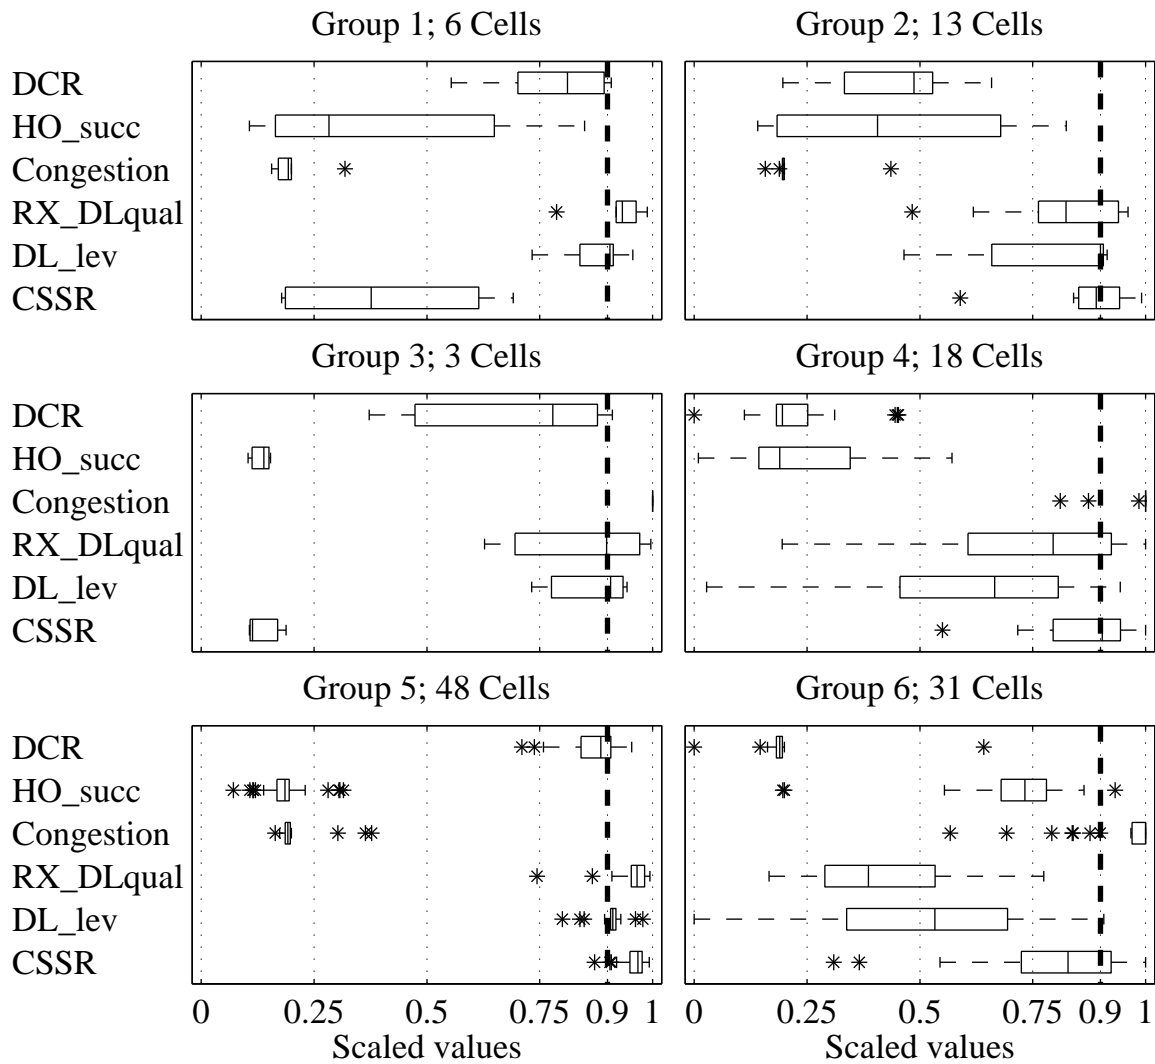 Group 1; 6 Cells
Group 2; 13 Cells
DCR
HO_succ
Congestion
RX_DLqual
DL_lev
CSSR
Group 3; 3 Cells
Group 4; 18 Cells
DCR
HO_succ
Congestion
RX_DLqual
DL_lev
CSSR
Group 5; 48 Cells
Group 6; 31 Cells
DCR
HO_succ
Congestion
RX_DLqual
DL_lev
CSSR
0 0.25 0.5 0.75 0.9 1
0 0.25 0.5 0.75 0.9 1
Scaled values
Scaled values